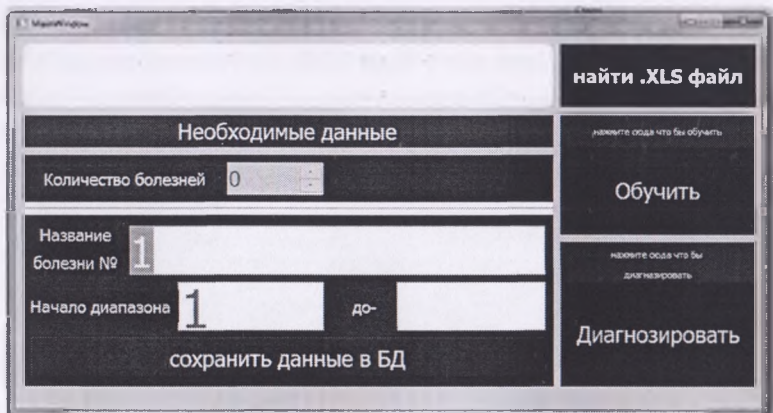 MainWindow
найти .XLS файл
Необходимые данные
Количество болезней 0
нажмите сюда что бы обучить
Обучить
Название
болезни № 1
Начало диапазона 1 до-
сохранить данные в БД
нажмите сюда что бы
диагназировать
Диагнозировать